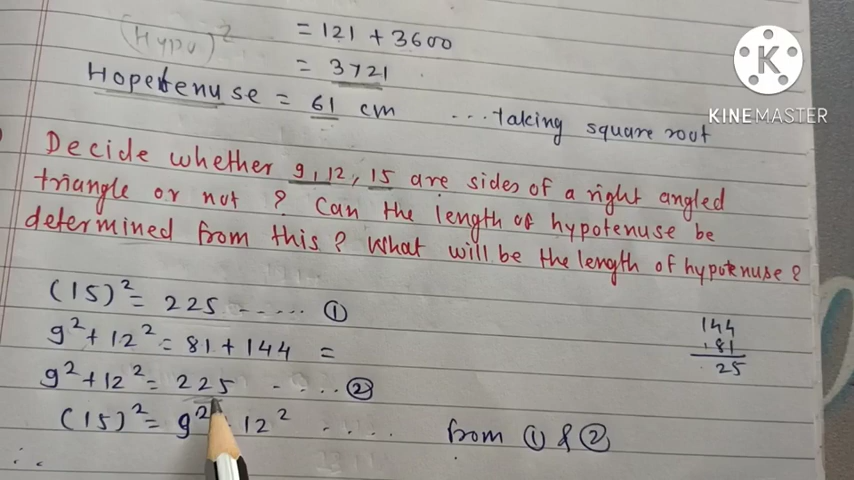 (Hypo)² = 121 + 3600
= 3721
Hopetenuse = 61 cm ... taking square root
K
KINEMASTER
Decide whether 9, 12, 15 are sides of a right angled
triangle or not ? Can the length of hypotenuse be
determined from this ? What will be the length of hypotenuse ?
(15)² = 225 ..... ①
9² + 12² = 81 + 144 =
9² + 12² = 225 ..... ②
(15)² = 9² 12² .... from ① & ②
∴
144
81
25